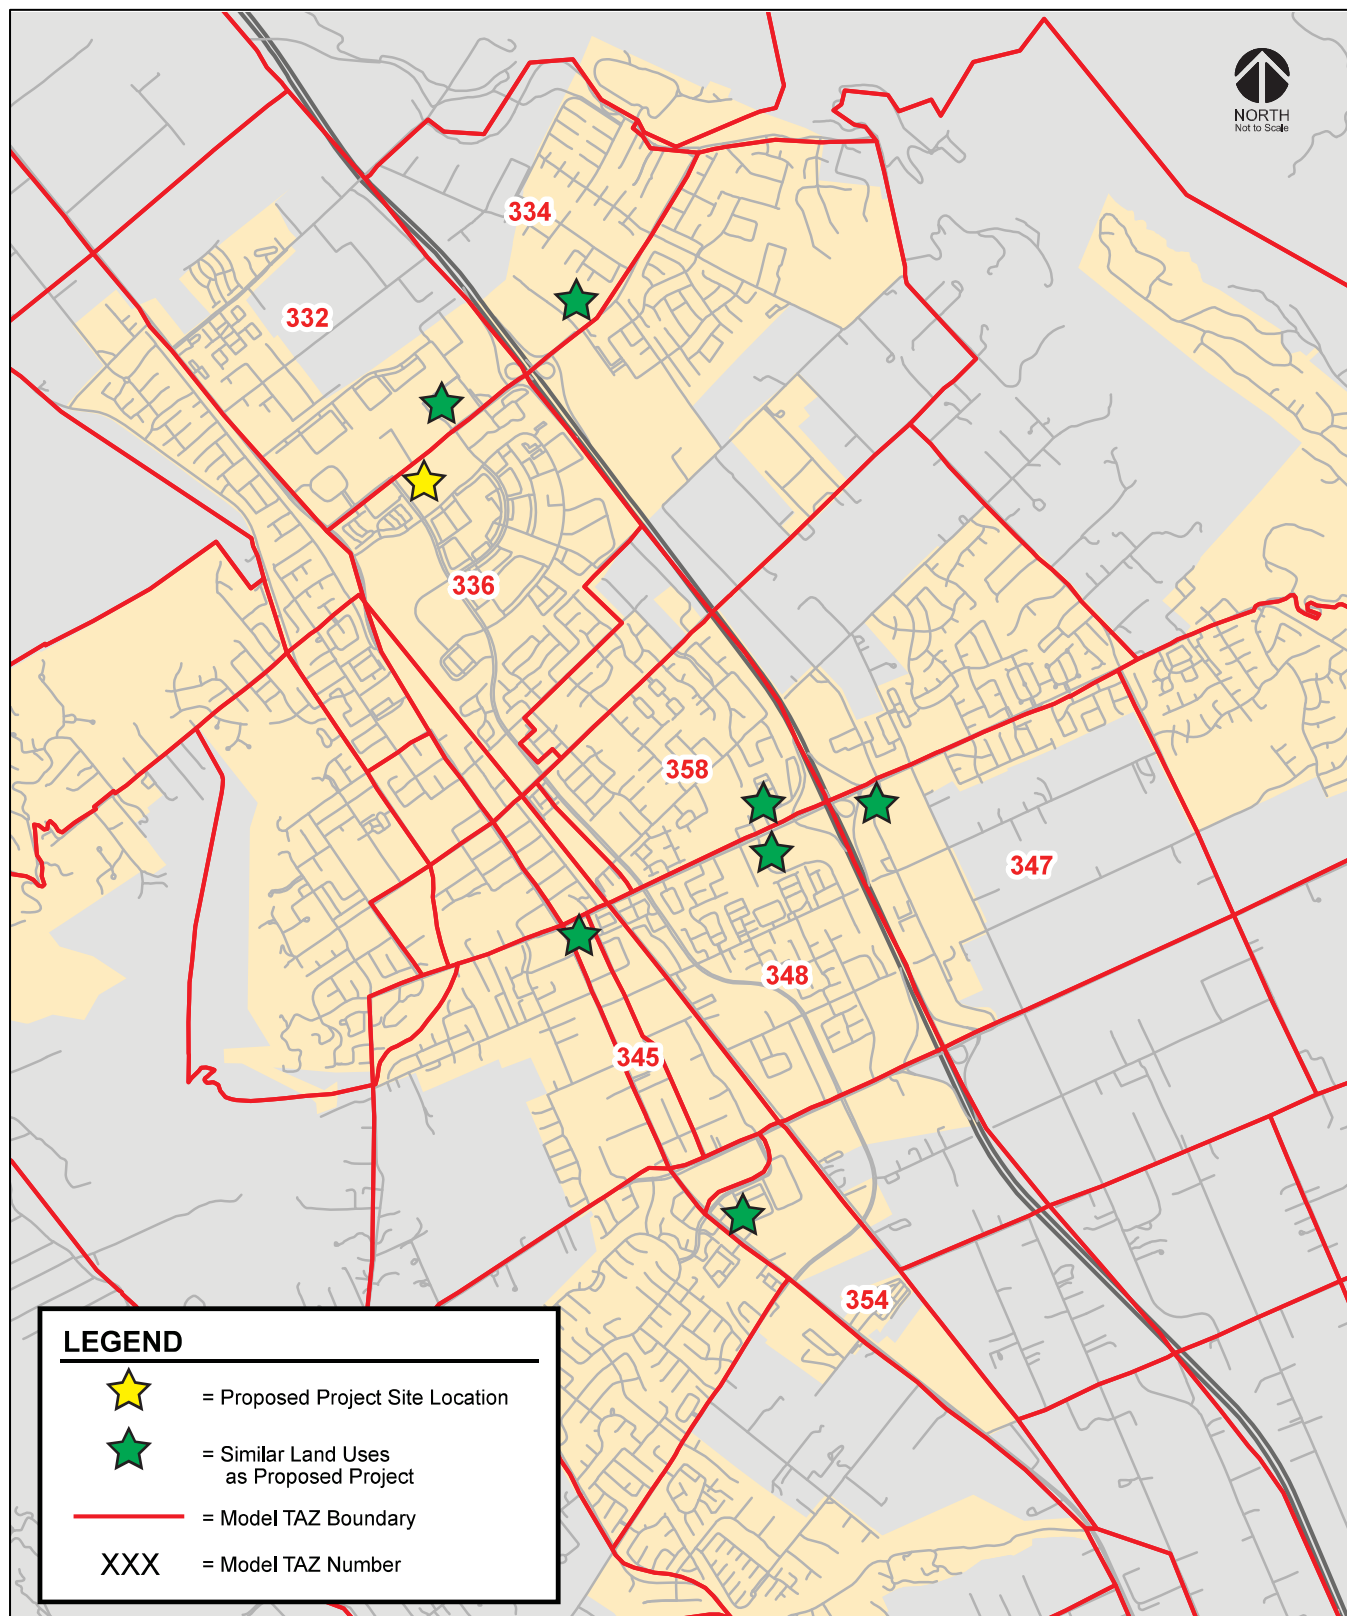 NORTH
Not to Scale
334
332
336
358
347
348
345
354
LEGEND
= Proposed Project Site Location
= Similar Land Uses
as Proposed Project
= Model TAZ Boundary
XXX = Model TAZ Number